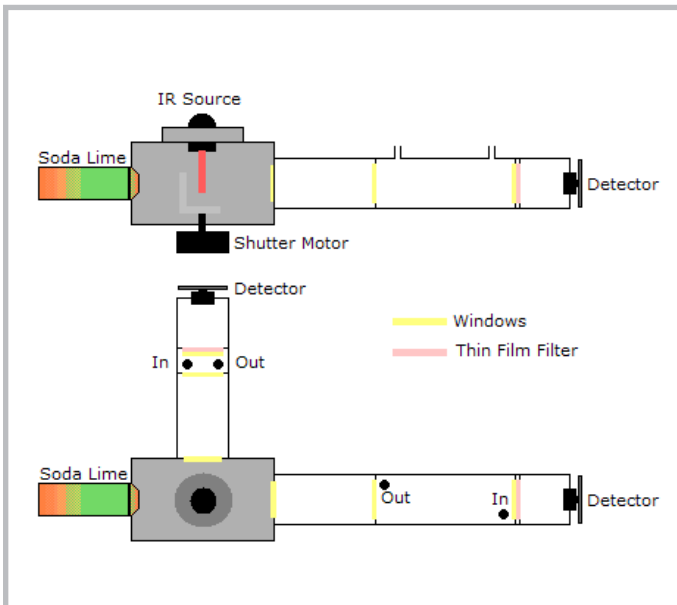 IR Source
Soda Lime
Detector
Shutter Motor
Detector
Windows
Thin Film Filter
In
Out
Soda Lime
Out
In
Detector